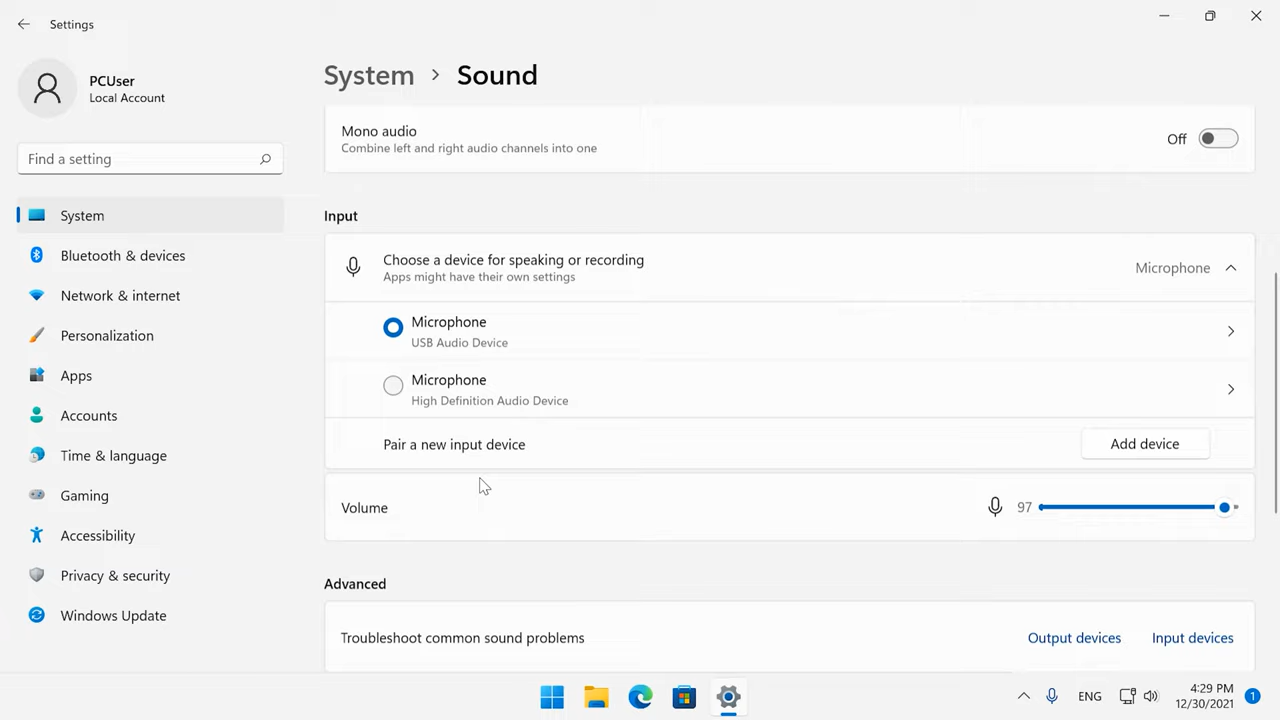 Settings
PCUser
Local Account
Find a setting
System
Bluetooth & devices
Network & internet
Personalization
Apps
Accounts
Time & language
Gaming
Accessibility
Privacy & security
Windows Update
System > Sound
Mono audio
Combine left and right audio channels into one
Off
Input
Choose a device for speaking or recording
Apps might have their own settings
Microphone
Microphone
USB Audio Device
Microphone
High Definition Audio Device
Pair a new input device
Add device
Volume
97
Advanced
Troubleshoot common sound problems
Output devices
Input devices
ENG
4:29 PM
12/30/2021
1